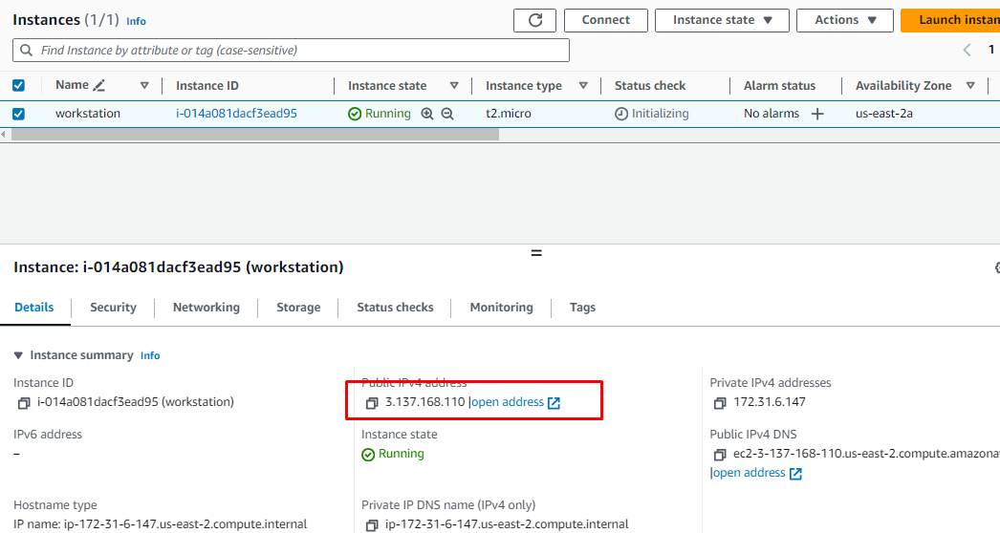 Instances (1/1) Info
Connect Instance state Actions Launch instan
Find Instance by attribute or tag (case-sensitive)
1
Name Instance ID Instance state Instance type Status check Alarm status Availability Zone
workstation i-014a081dacf3ead95 Running t2.micro Initializing No alarms us-east-2a
Instance: i-014a081dacf3ead95 (workstation)
Details Security Networking Storage Status checks Monitoring Tags
Instance summary Info
Instance ID Public IPv4 address Private IPv4 addresses
i-014a081dacf3ead95 (workstation) 3.137.168.110 |open address 172.31.6.147
IPv6 address Instance state Public IPv4 DNS
– Running ec2-3-137-168-110.us-east-2.compute.amazona
|open address
Hostname type Private IP DNS name (IPv4 only)
IP name: ip-172-31-6-147.us-east-2.compute.internal ip-172-31-6-147.us-east-2.compute.internal